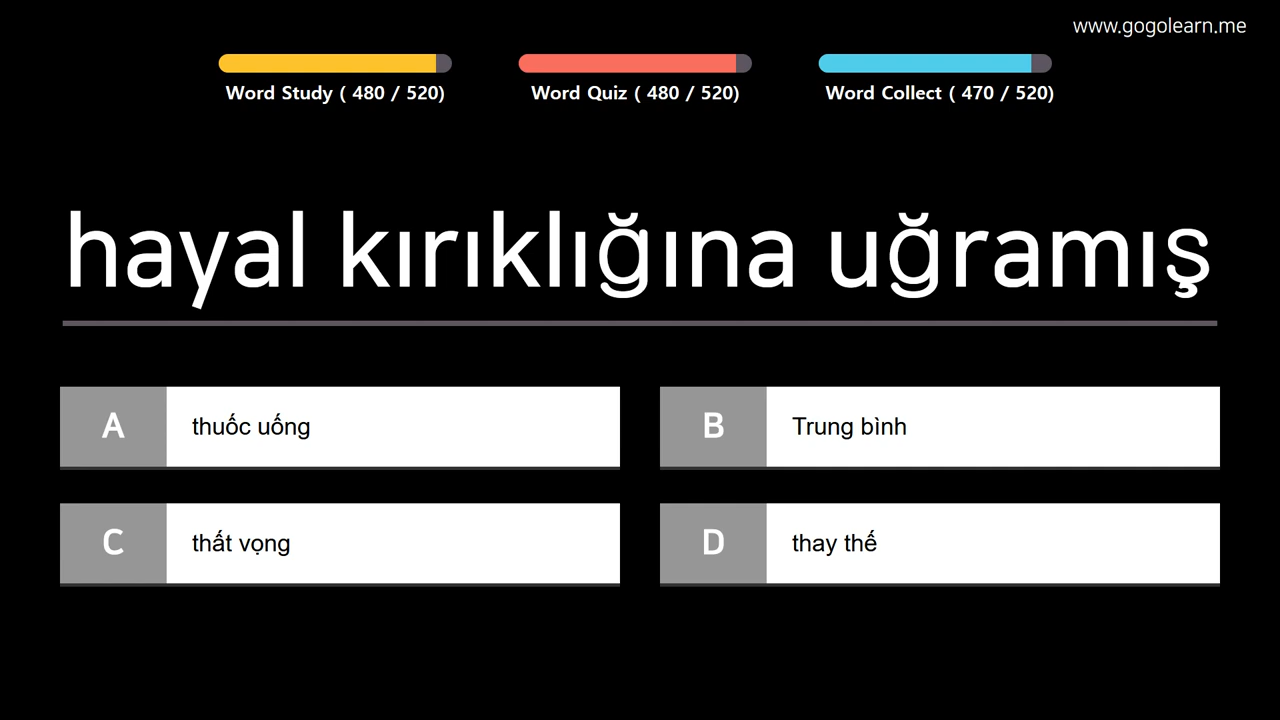 www.gogolearn.me
Word Study ( 480 / 520)
Word Quiz ( 480 / 520)
Word Collect ( 470 / 520)
hayal kırıklığına uğramış
A
thuốc uống
B
Trung bình
C
thất vọng
D
thay thế